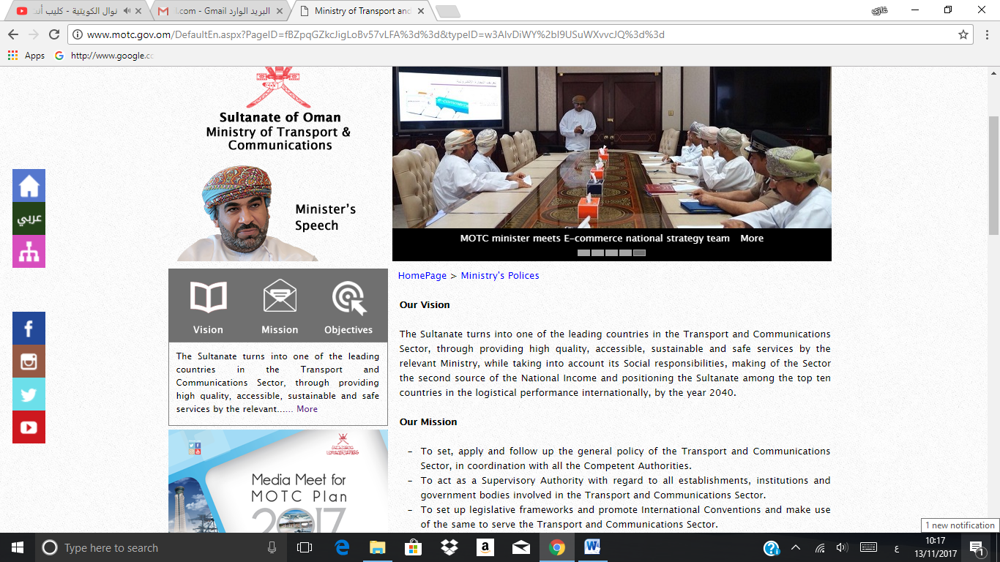 نوال الكويتية - كليب أنت
البريد الوارد - Gmail - .com
Ministry of Transport and
غازي
www.motc.gov.om/DefaultEn.aspx?PageID=fBZpqGZkcJigLoBv57vLFA%3d%3d&typeID=w3AlvDiWY%2bI9USuWXvvcJQ%3d%3d
Apps
http://www.google.co
Sultanate of Oman
Ministry of Transport &
Communications
Minister's
Speech
عربي
MOTC minister meets E-commerce national strategy team More
Vision Mission Objectives
The Sultanate turns into one of the leading
countries in the Transport and
Communications Sector, through providing
high quality, accessible, sustainable and safe
services by the relevant...... More
Media Meet for
MOTC Plan
2017
HomePage > Ministry's Polices
Our Vision
The Sultanate turns into one of the leading countries in the Transport and Communications
Sector, through providing high quality, accessible, sustainable and safe services by the
relevant Ministry, while taking into account its Social responsibilities, making of the Sector
the second source of the National Income and positioning the Sultanate among the top ten
countries in the logistical performance internationally, by the year 2040.
Our Mission
- To set, apply and follow up the general policy of the Transport and Communications
Sector, in coordination with all the Competent Authorities.
- To act as a Supervisory Authority with regard to all establishments, institutions and
government bodies involved in the Transport and Communications Sector.
- To set up legislative frameworks and promote International Conventions and make use
of the same to serve the Transport and Communications Sector.
1 new notification
Type here to search
ع
10:17
13/11/2017
1